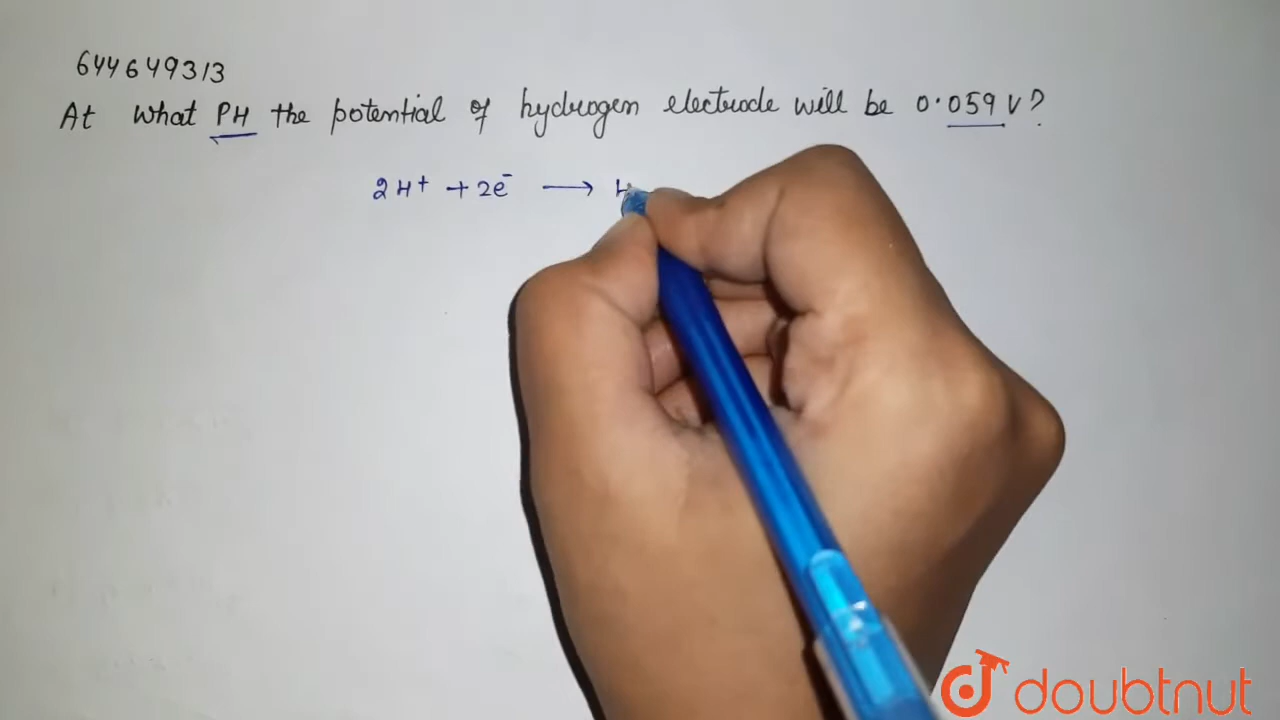 644649313
At what PH the potential of hydrogen electrode will be 0.059 V?
2H⁺ + 2e⁻ ⟶ H
doubtnut